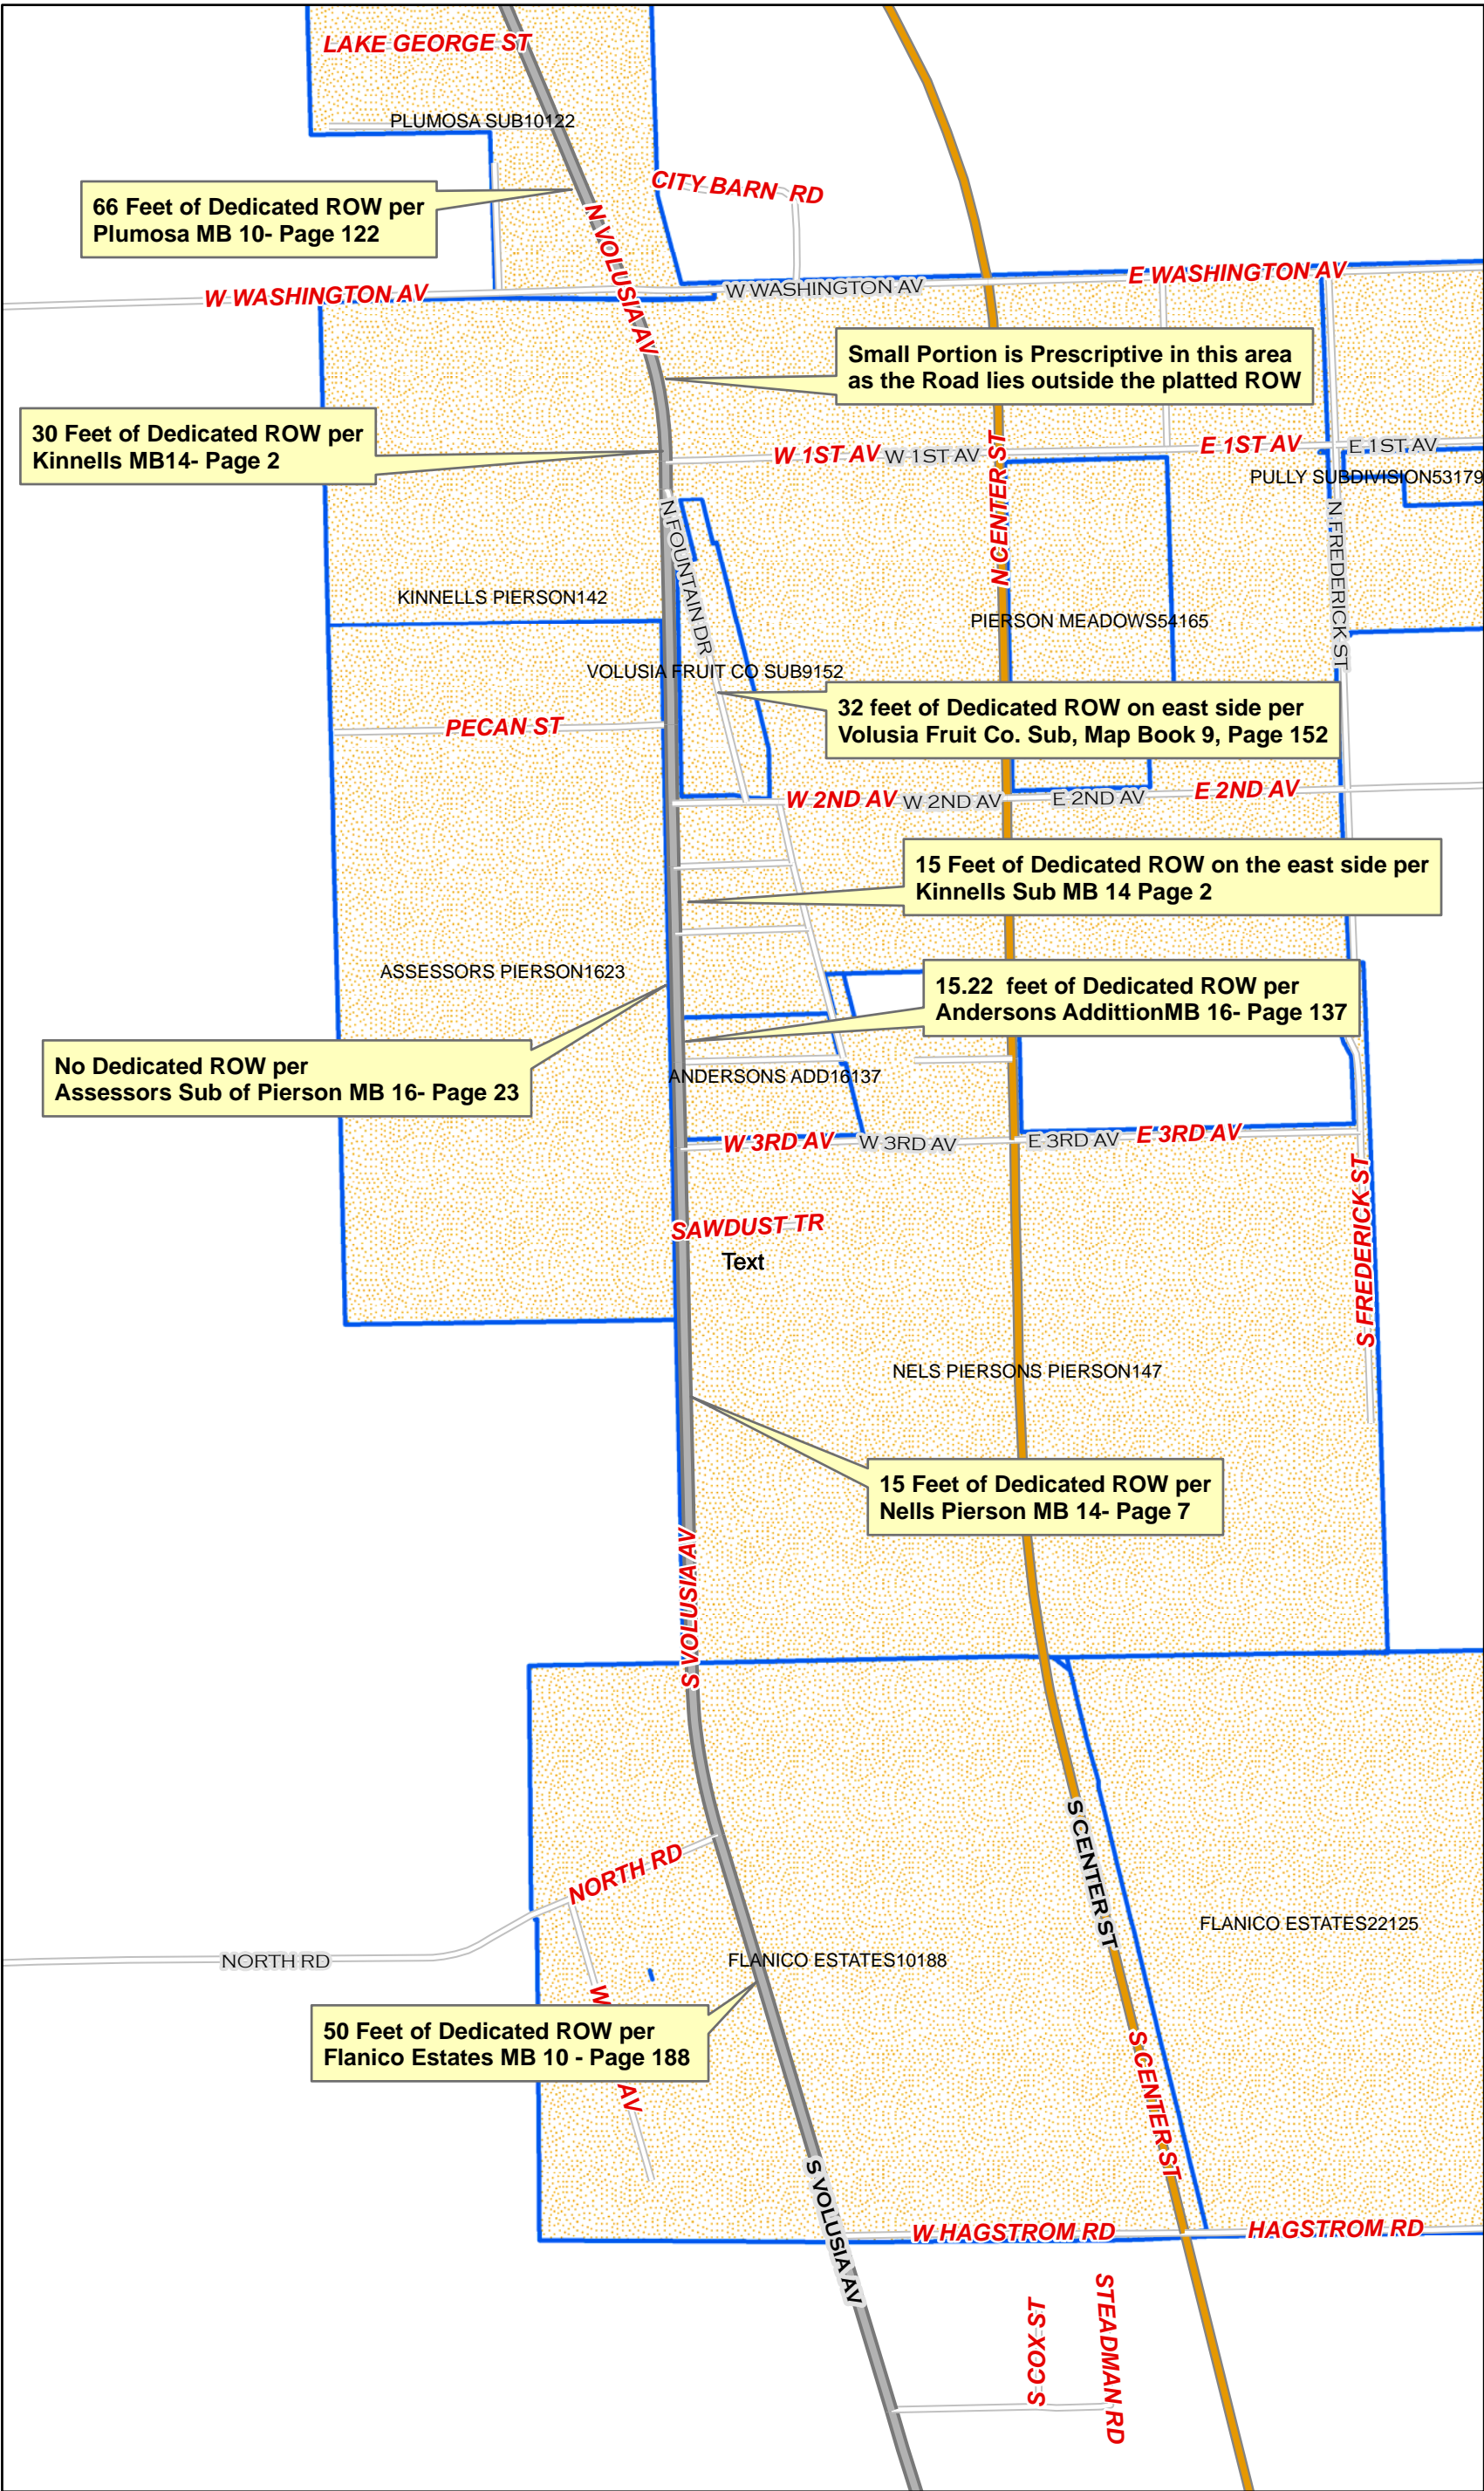 LAKE GEORGE ST
PLUMOSA SUB10122
CITY BARN RD
66 Feet of Dedicated ROW per
Plumosa MB 10- Page 122
N VOLUSIA AV
W WASHINGTON AV
W WASHINGTON AV
E WASHINGTON AV
Small Portion is Prescriptive in this area
as the Road lies outside the platted ROW
30 Feet of Dedicated ROW per
Kinnells MB14- Page 2
W 1ST AV
W 1ST AV
E 1ST AV
E 1ST AV
PULLY SUBDIVISION53179
N CENTER ST
N FOUNTAIN DR
N FREDERICK ST
KINNELLS PIERSON142
PIERSON MEADOWS54165
VOLUSIA FRUIT CO SUB9152
32 feet of Dedicated ROW on east side per
Volusia Fruit Co. Sub, Map Book 9, Page 152
PECAN ST
W 2ND AV
W 2ND AV
E 2ND AV
E 2ND AV
15 Feet of Dedicated ROW on the east side per
Kinnells Sub MB 14 Page 2
ASSESSORS PIERSON1623
15.22 feet of Dedicated ROW per
Andersons AddittionMB 16- Page 137
No Dedicated ROW per
Assessors Sub of Pierson MB 16- Page 23
ANDERSONS ADD16137
W 3RD AV
W 3RD AV
E 3RD AV
E 3RD AV
S FREDERICK ST
SAWDUST TR
Text
NELS PIERSONS PIERSON147
15 Feet of Dedicated ROW per
Nells Pierson MB 14- Page 7
S VOLUSIA AV
S CENTER ST
NORTH RD
FLANICO ESTATES22125
NORTH RD
FLANICO ESTATES10188
W
AV
50 Feet of Dedicated ROW per
Flanico Estates MB 10 - Page 188
S CENTER ST
S VOLUSIA AV
W HAGSTROM RD
HAGSTROM RD
S COX ST
STEADMAN RD